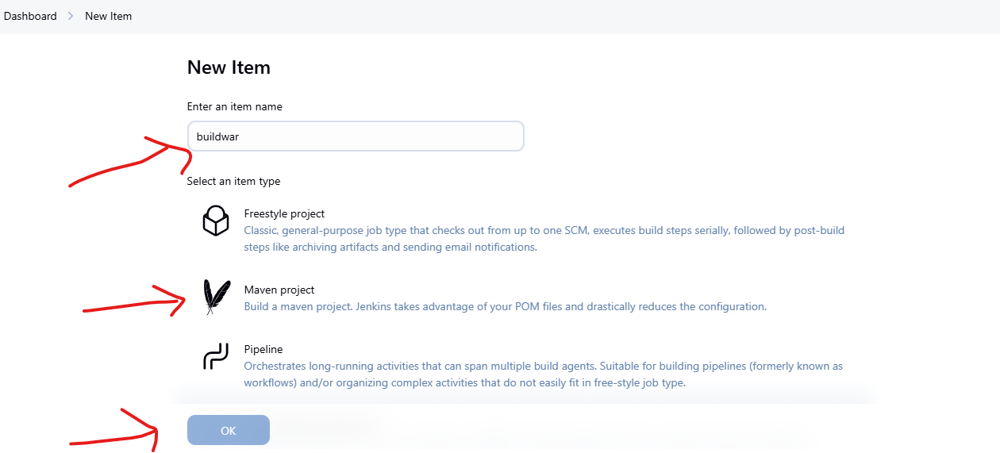 Dashboard > New Item
New Item
Enter an item name
buildwar
Select an item type
Freestyle project
Classic, general-purpose job type that checks out from up to one SCM, executes build steps serially, followed by post-build
steps like archiving artifacts and sending email notifications.
Maven project
Build a maven project. Jenkins takes advantage of your POM files and drastically reduces the configuration.
Pipeline
Orchestrates long-running activities that can span multiple build agents. Suitable for building pipelines (formerly known as
workflows) and/or organizing complex activities that do not easily fit in free-style job type.
OK